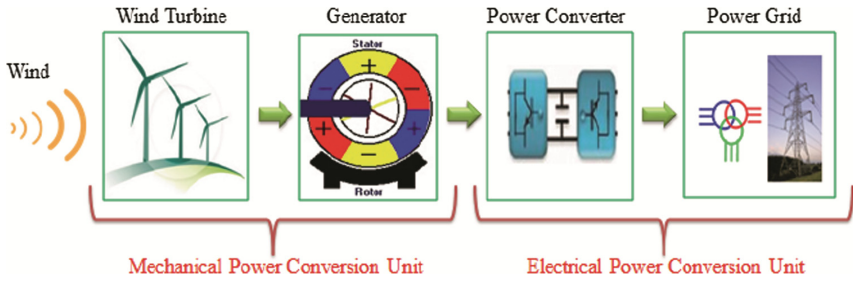 Wind Turbine
Generator
Power Converter
Power Grid
Wind
Stator
+
−
−
+
+
−
Rotor
Mechanical Power Conversion Unit
Electrical Power Conversion Unit